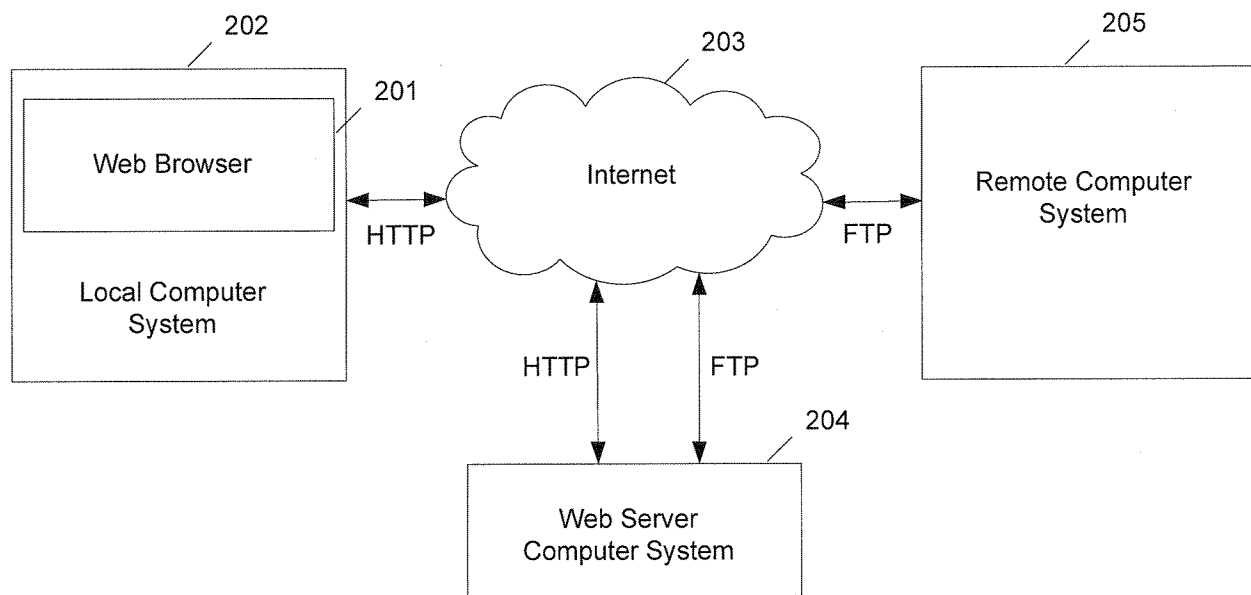 202
203
205
201
Web Browser
Internet
Remote Computer
System
HTTP
FTP
Local Computer
System
HTTP
FTP
204
Web Server
Computer System